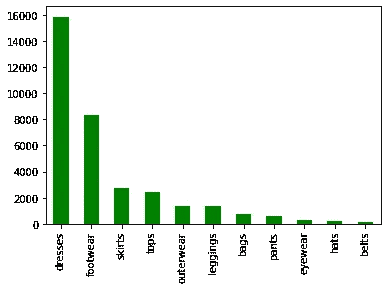 16000
14000
12000
10000
8000
6000
4000
2000
0
dresses
footwear
skirts
tops
outerwear
leggings
bags
pants
eyewear
hats
belts